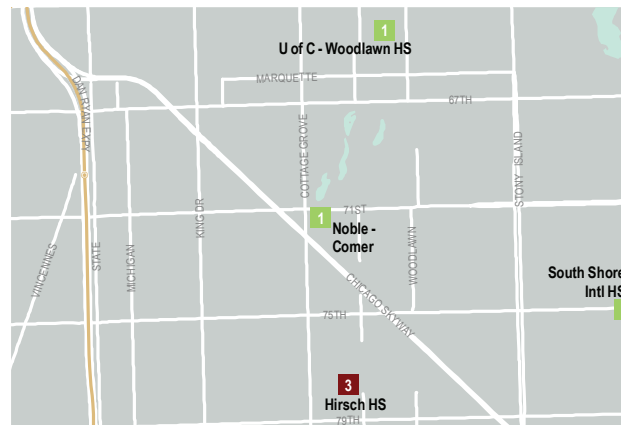 1
U of C - Woodlawn HS
MARQUETTE
67TH
DAN RYAN EXPY
COTTAGE GROVE
STONY ISLAND
KING DR
71ST
1
Noble -
Comer
WOODLAWN
STATE
MICHIGAN
VINCENNES
South Shore
Intl HS
CHICAGO SKYWAY
75TH
3
Hirsch HS
79TH